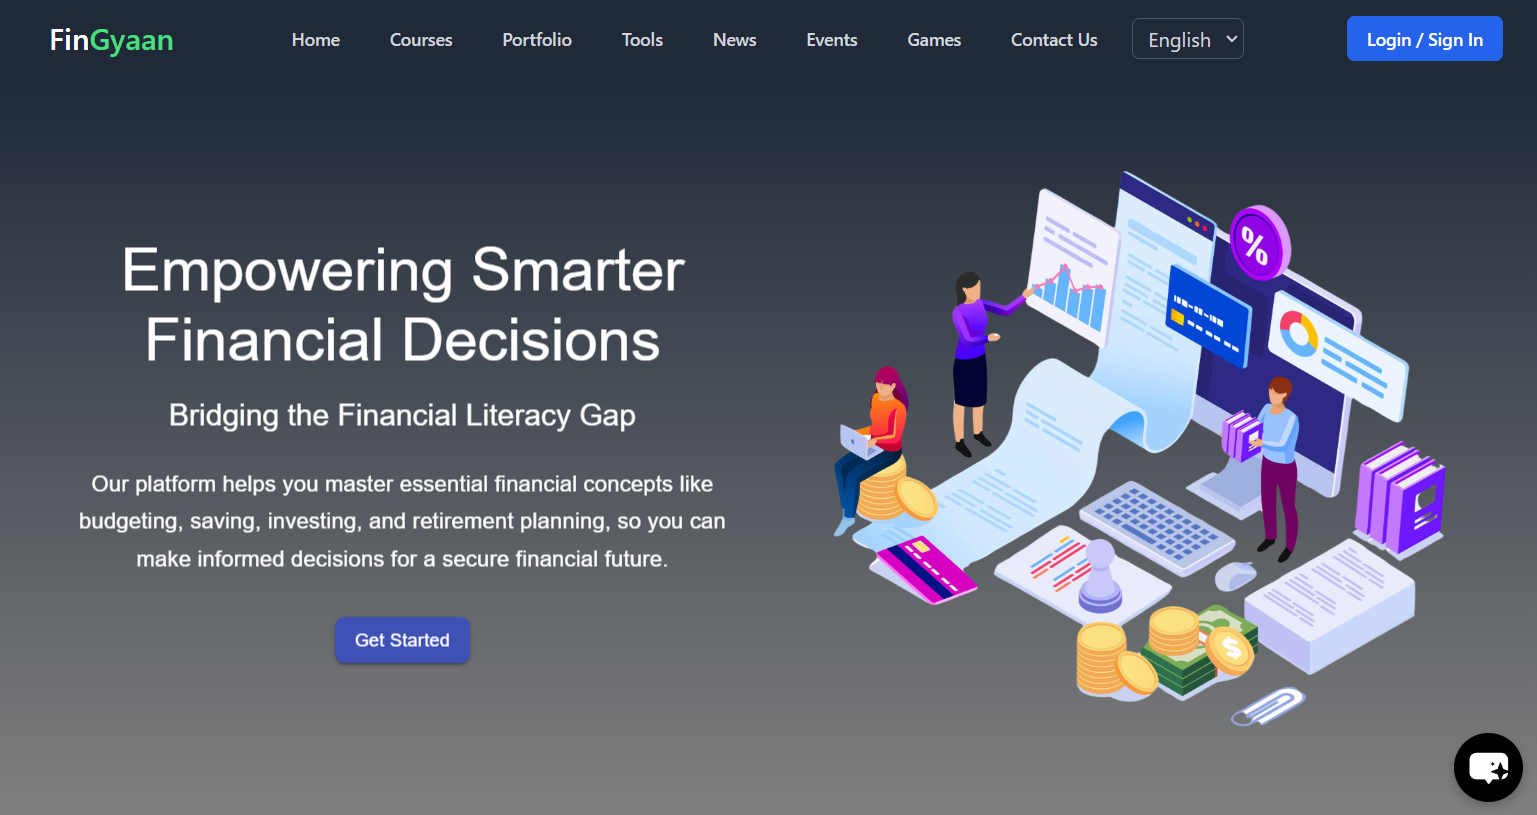 FinGyaan
Home
Courses
Portfolio
Tools
News
Events
Games
Contact Us
English
Login / Sign In
Empowering Smarter
Financial Decisions
Bridging the Financial Literacy Gap
Our platform helps you master essential financial concepts like
budgeting, saving, investing, and retirement planning, so you can
make informed decisions for a secure financial future.
Get Started
%
$